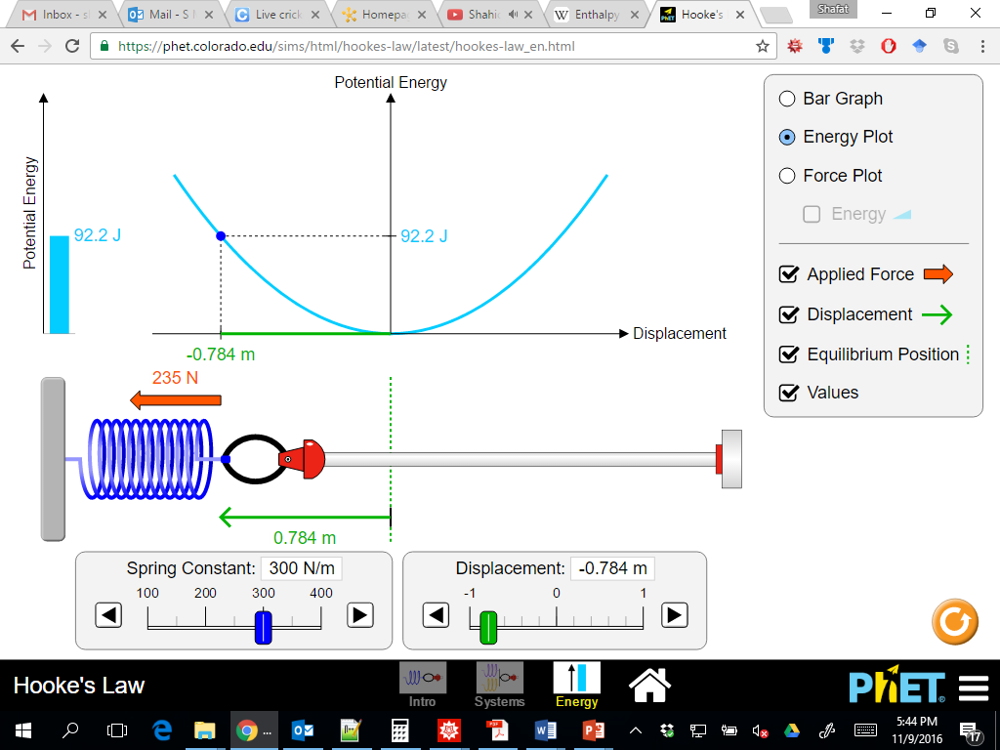 Inbox - s
Mail - S
Live cric
Homepa
Shahi
Enthalpy
Hooke's
Shafat
https://phet.colorado.edu/sims/html/hookes-law/latest/hookes-law_en.html
Potential Energy
Potential Energy
92.2 J
92.2 J
Displacement
-0.784 m
Bar Graph
Energy Plot
Force Plot
Energy
Applied Force
Displacement
Equilibrium Position
Values
235 N
0.784 m
Spring Constant: 300 N/m
100 200 300 400
Displacement: -0.784 m
-1 0 1
Hooke's Law
Intro
Systems
Energy
PhET
5:44 PM
11/9/2016
17